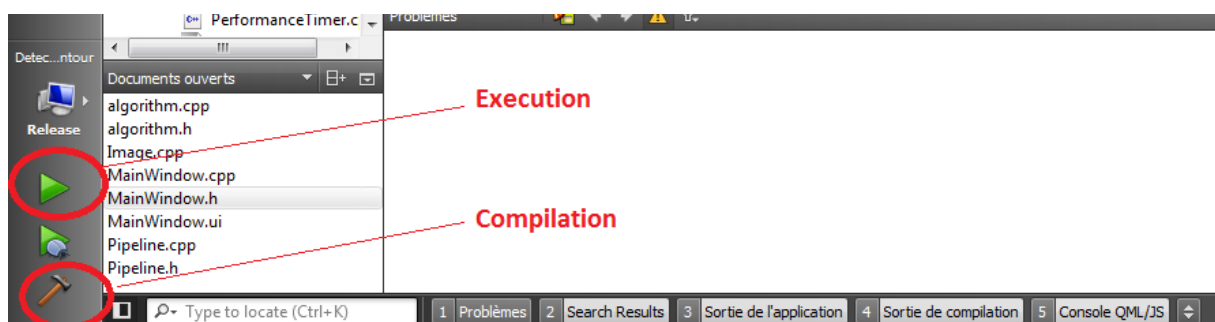 PerformanceTimer.c
Problèmes
Detec...ntour
Documents ouverts
algorithm.cpp
algorithm.h
Image.cpp
MainWindow.cpp
MainWindow.h
MainWindow.ui
Pipeline.cpp
Pipeline.h
Release
Execution
Compilation
Type to locate (Ctrl+K)
1 Problèmes 2 Search Results 3 Sortie de l'application 4 Sortie de compilation 5 Console QML/JS